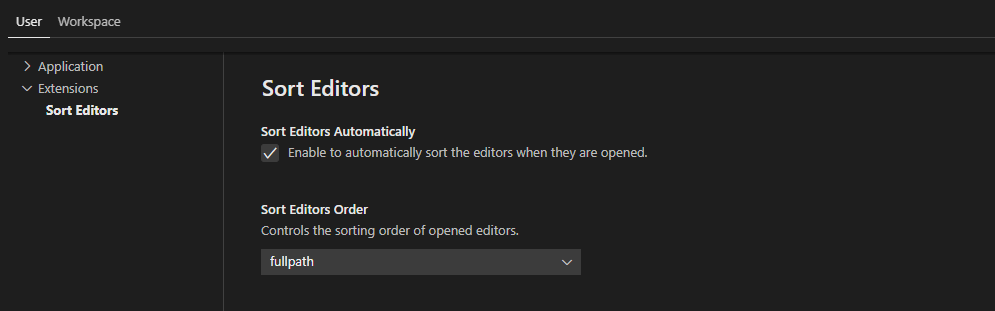 User Workspace
Application
Extensions
Sort Editors
Sort Editors
Sort Editors Automatically
Enable to automatically sort the editors when they are opened.
Sort Editors Order
Controls the sorting order of opened editors.
fullpath